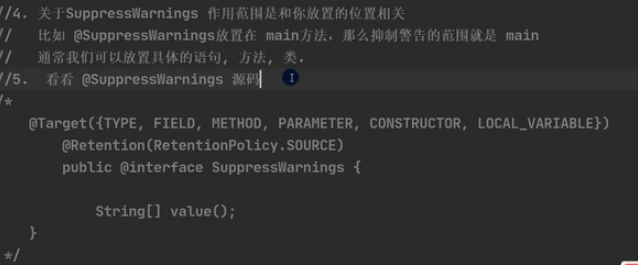 //4. 关于SuppressWarnings 作用范围是和你放置的位置相关
//   比如 @SuppressWarnings放置在 main方法，那么抑制警告的范围就是 main
//   通常我们可以放置具体的语句, 方法, 类.
//5.  看看 @SuppressWarnings 源码
/*
@Target({TYPE, FIELD, METHOD, PARAMETER, CONSTRUCTOR, LOCAL_VARIABLE})
@Retention(RetentionPolicy.SOURCE)
public @interface SuppressWarnings {
String[] value();
}
*/